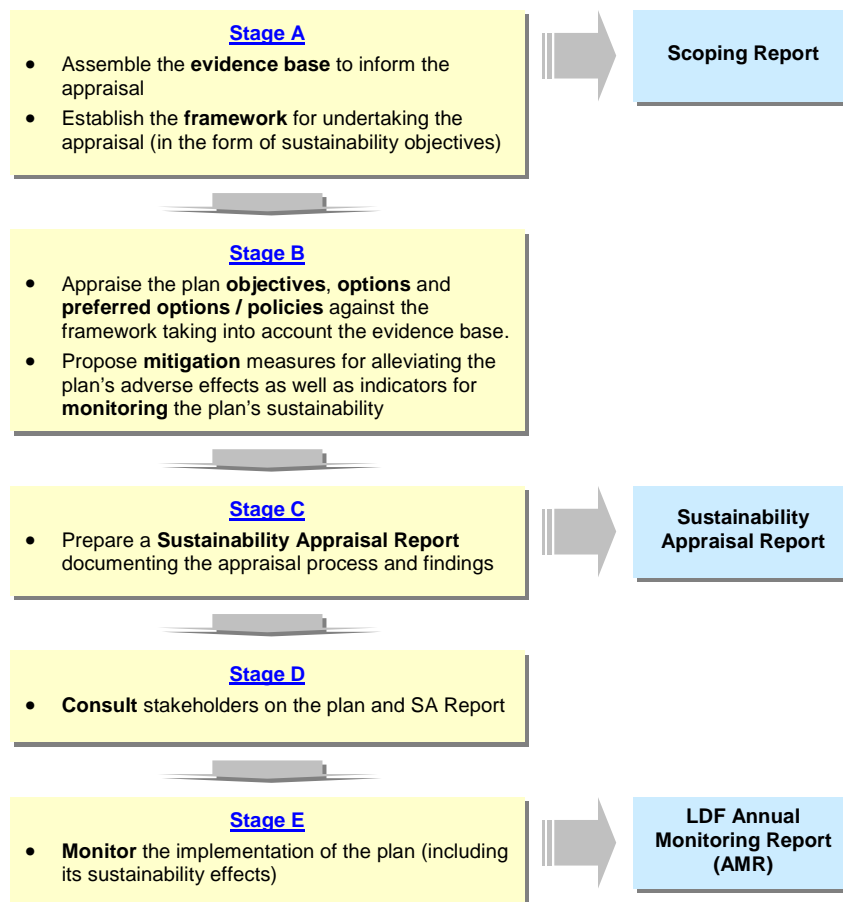 Stage A
• Assemble the evidence base to inform the
appraisal
• Establish the framework for undertaking the
appraisal (in the form of sustainability objectives)
Scoping Report
Stage B
• Appraise the plan objectives, options and
preferred options / policies against the
framework taking into account the evidence base.
• Propose mitigation measures for alleviating the
plan’s adverse effects as well as indicators for
monitoring the plan’s sustainability
Stage C
• Prepare a Sustainability Appraisal Report
documenting the appraisal process and findings
Sustainability
Appraisal Report
Stage D
• Consult stakeholders on the plan and SA Report
Stage E
• Monitor the implementation of the plan (including
its sustainability effects)
LDF Annual
Monitoring Report
(AMR)